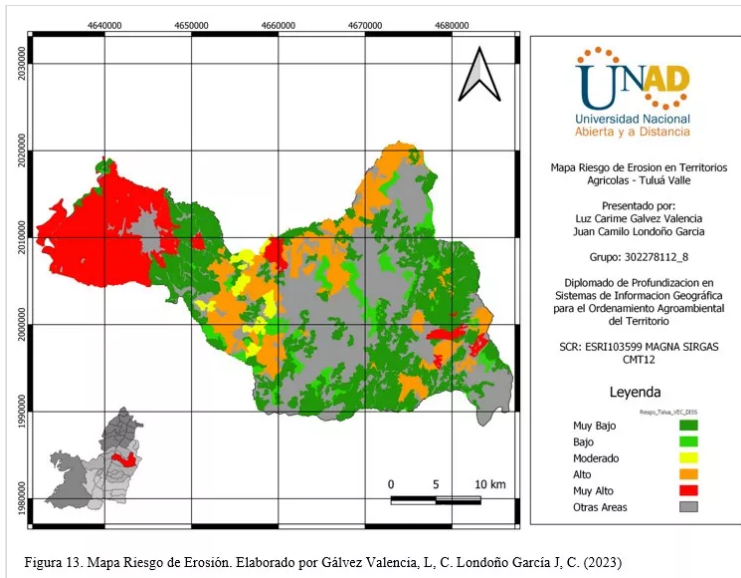 4640000 4650000 4660000 4670000 4680000
2030000
2020000
2010000
2000000
1990000
1980000
0 5 10 km
UNAD
Universidad Nacional
Abierta y a Distancia
Mapa Riesgo de Erosion en Territorios
Agricolas - Tuluá Valle
Presentado por:
Luz Carime Galvez Valencia
Juan Camilo Londoño Garcia
Grupo: 302278112_8
Diplomado de Profundizacion en
Sistemas de Informacion Geográfica
para el Ordenamiento Agroambiental
del Territorio
SCR: ESRI103599 MAGNA SIRGAS
CMT12
Leyenda
Muy Bajo
Bajo
Moderado
Alto
Muy Alto
Otras Areas
Figura 13. Mapa Riesgo de Erosión. Elaborado por Gálvez Valencia, L, C. Londoño García J, C. (2023)